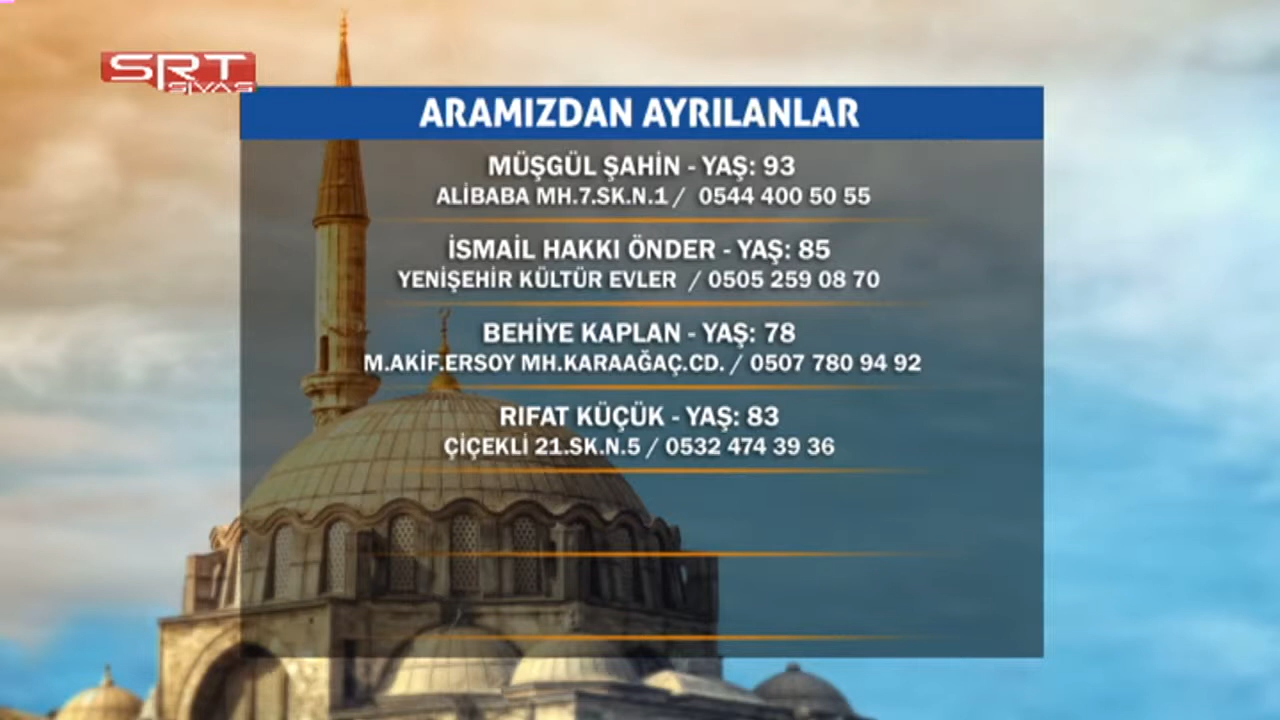 SRT
SİVAS
ARAMIZDAN AYRILANLAR
MÜŞGÜL ŞAHİN - YAŞ: 93
ALİBABA MH.7.SK.N.1 / 0544 400 50 55
İSMAİL HAKKI ÖNDER - YAŞ: 85
YENİŞEHİR KÜLTÜR EVLER / 0505 259 08 70
BEHİYE KAPLAN - YAŞ: 78
M.AKİF.ERSOY MH.KARAAĞAÇ.CD. / 0507 780 94 92
RIFAT KÜÇÜK - YAŞ: 83
ÇİÇEKLİ 21.SK.N.5 / 0532 474 39 36